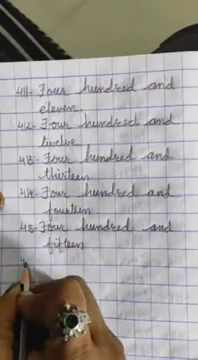 411- Four hundred and
eleven
412- Four hundred and
twelve
413- Four hundred and
thirteen
414- Four hundred and
fourteen
415- Four hundred and
fifteen